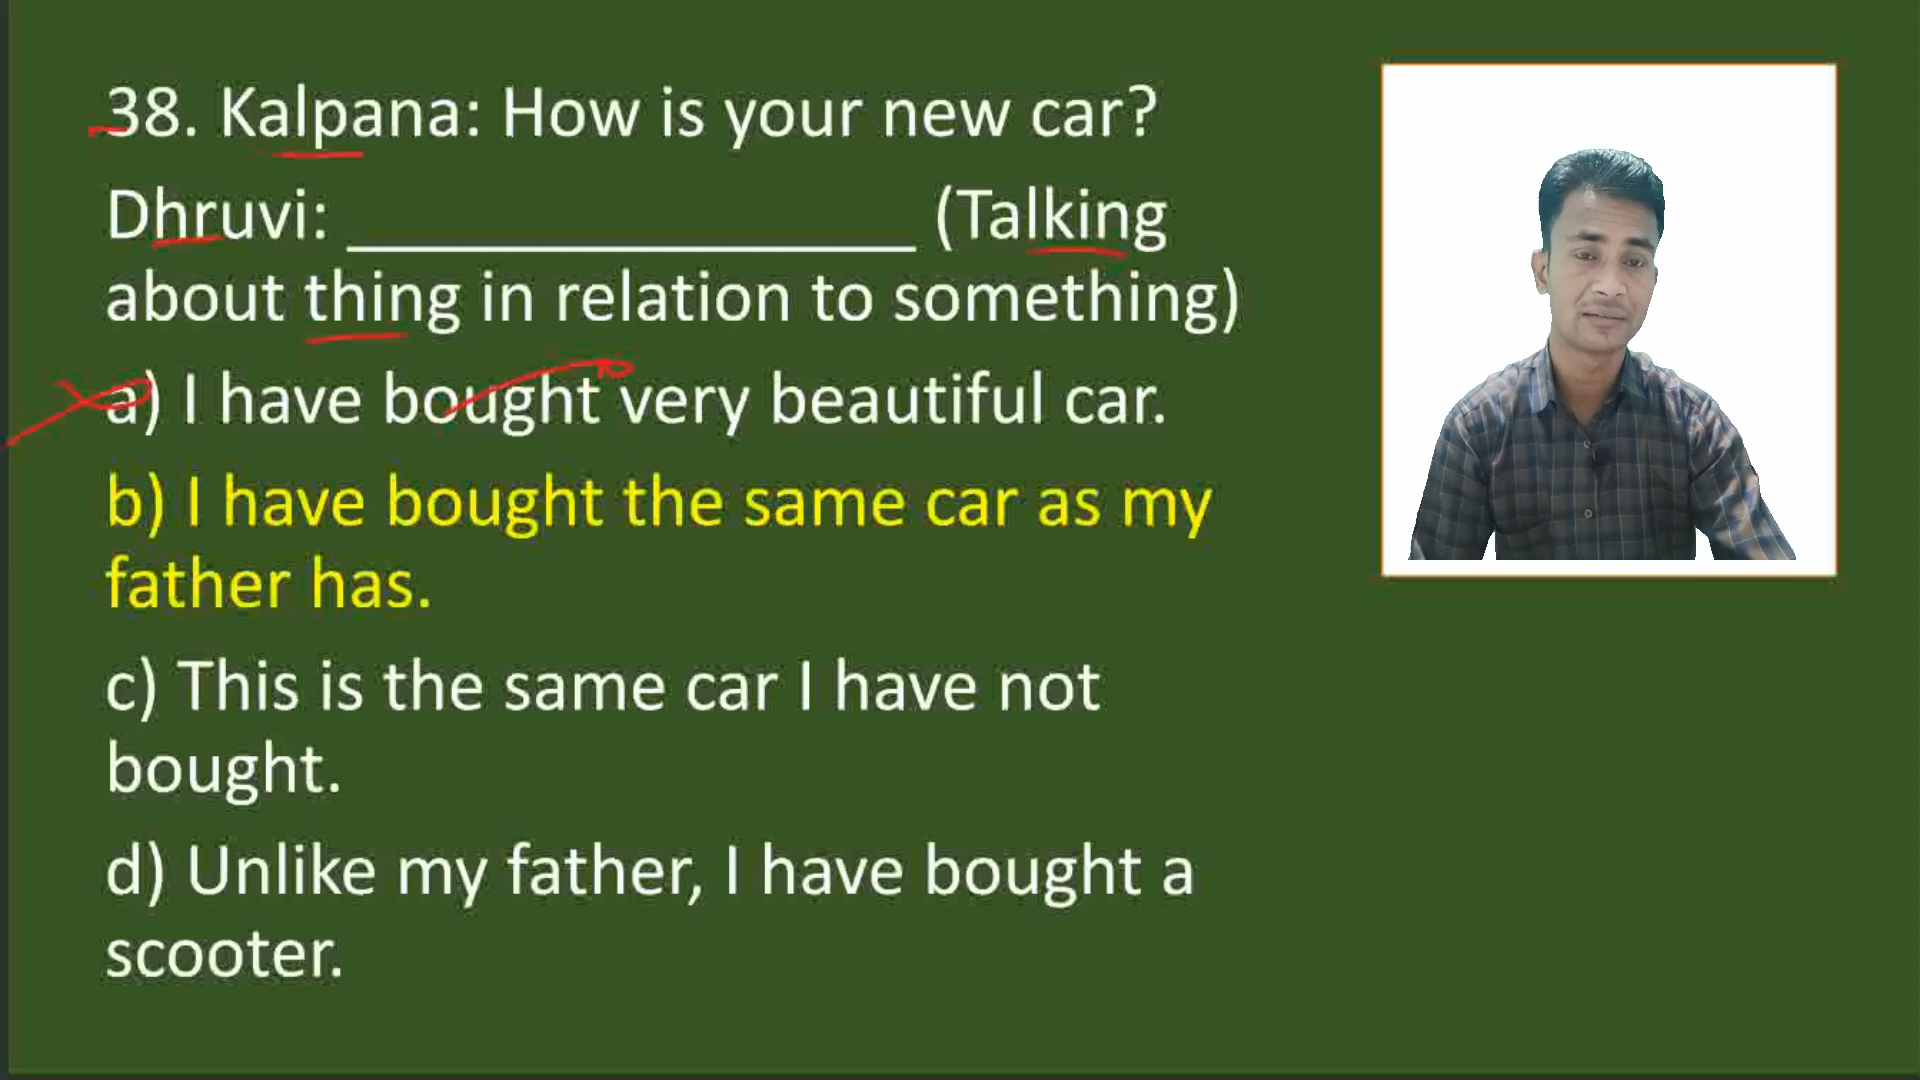 38. Kalpana: How is your new car?
Dhruvi: _________________ (Talking
about thing in relation to something)
a) I have bought very beautiful car.
b) I have bought the same car as my
father has.
c) This is the same car I have not
bought.
d) Unlike my father, I have bought a
scooter.